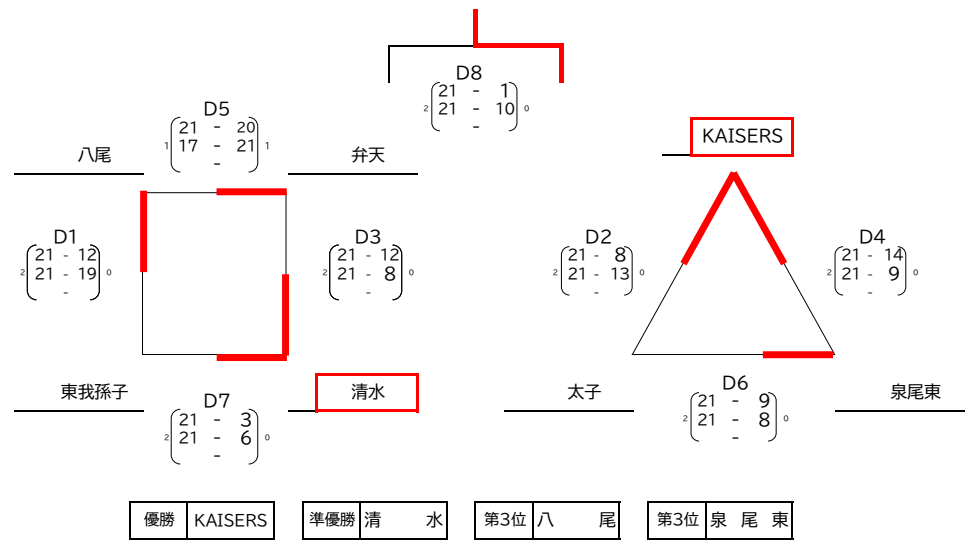 D8
2 21 - 1 0
21 - 10
-
D5
1 21 - 20 1
17 - 21
-
KAISERS
八尾 弁天
D1
2 21 - 12 0
21 - 19
-
D3
2 21 - 12 0
21 - 8
-
D2
2 21 - 8 0
21 - 13
-
D4
2 21 - 14 0
21 - 9
-
東我孫子 清水
D7
2 21 - 3 0
21 - 6
-
太子 泉尾東
D6
2 21 - 9 0
21 - 8
-
優勝 KAISERS 準優勝 清 水 第3位 八 尾 第3位 泉 尾 東